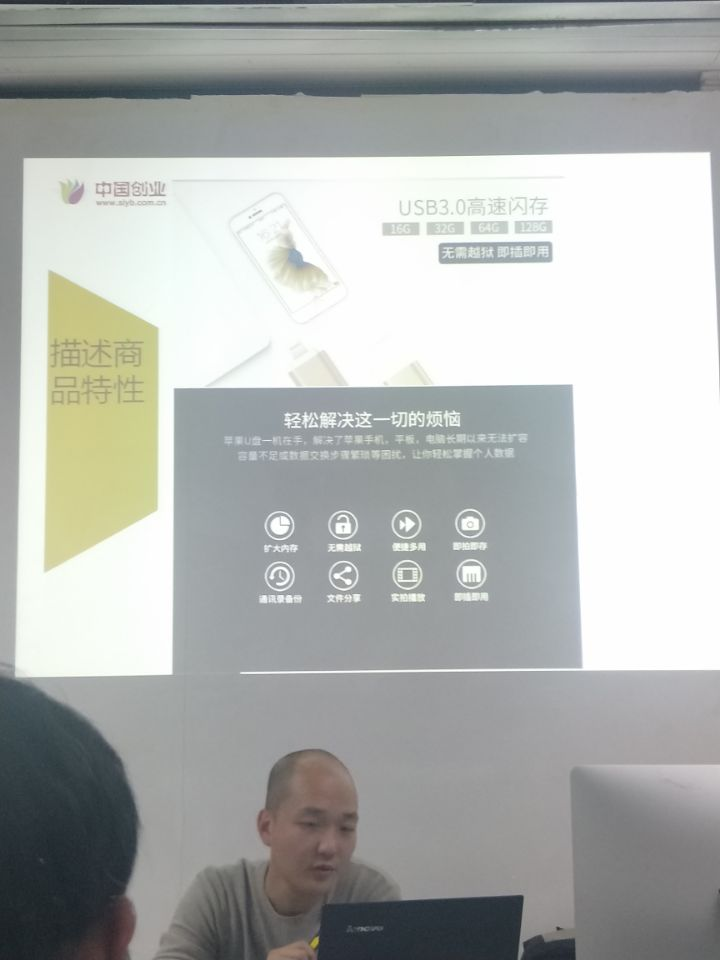 中国创业
www.siyb.com.cn
USB3.0高速闪存
16G 32G 64G 128G
无需越狱 即插即用
描述商
品特性
轻松解决这一切的烦恼
苹果U盘一机在手，解决了苹果手机，平板，电脑长期以来无法扩容
容量不足或数据交换步骤繁琐等困扰，让你轻松掌握个人数据
扩大内存 无需越狱 便捷多用 即拍即存
通讯录备份 文件分享 实拍播放 即插即用
lenovo